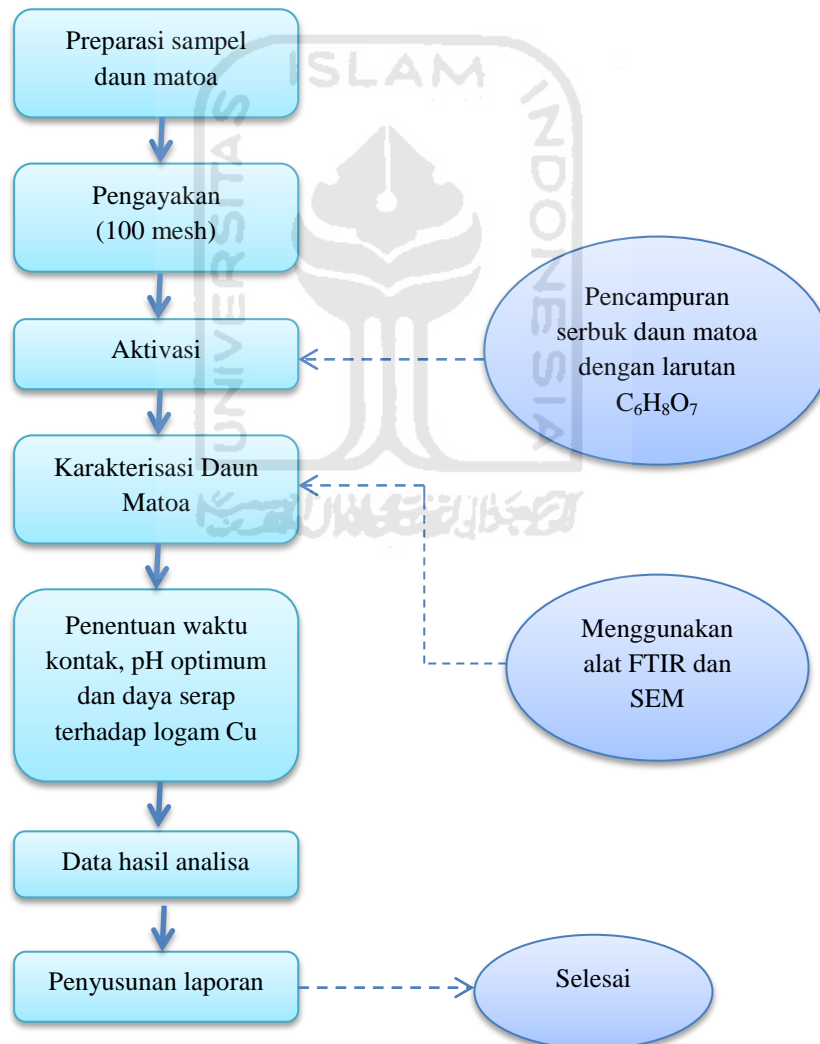 Preparasi sampel
daun matoa
Pengayakan
(100 mesh)
Aktivasi
Pencampuran
serbuk daun matoa
dengan larutan
C₆H₈O₇
Karakterisasi Daun
Matoa
Menggunakan
alat FTIR dan
SEM
Penentuan waktu
kontak, pH optimum
dan daya serap
terhadap logam Cu
Data hasil analisa
Penyusunan laporan
Selesai
UNIVERSITAS
ISLAM
INDONESIA